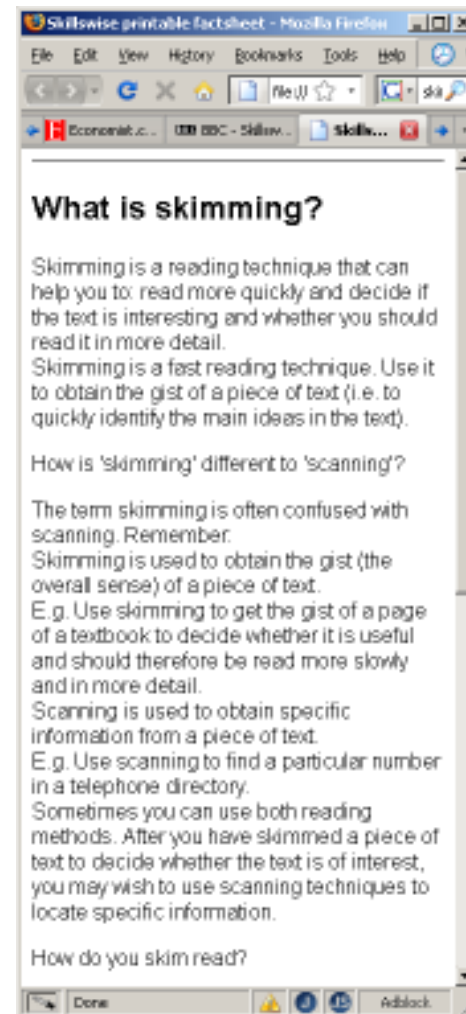 Skillswise printable factsheet - Mozilla Firefox
File Edit View History Bookmarks Tools Help
file:// ski
Economist.c... BBC - Skillsw... Skills...
What is skimming?
Skimming is a reading technique that can
help you to: read more quickly and decide if
the text is interesting and whether you should
read it in more detail.
Skimming is a fast reading technique. Use it
to obtain the gist of a piece of text (i.e. to
quickly identify the main ideas in the text).
How is 'skimming' different to 'scanning'?
The term skimming is often confused with
scanning. Remember:
Skimming is used to obtain the gist (the
overall sense) of a piece of text.
E.g. Use skimming to get the gist of a page
of a textbook to decide whether it is useful
and should therefore be read more slowly
and in more detail.
Scanning is used to obtain specific
information from a piece of text.
E.g. Use scanning to find a particular number
in a telephone directory.
Sometimes you can use both reading
methods. After you have skimmed a piece of
text to decide whether the text is of interest,
you may wish to use scanning techniques to
locate specific information.
How do you skim read?
Done Adblock